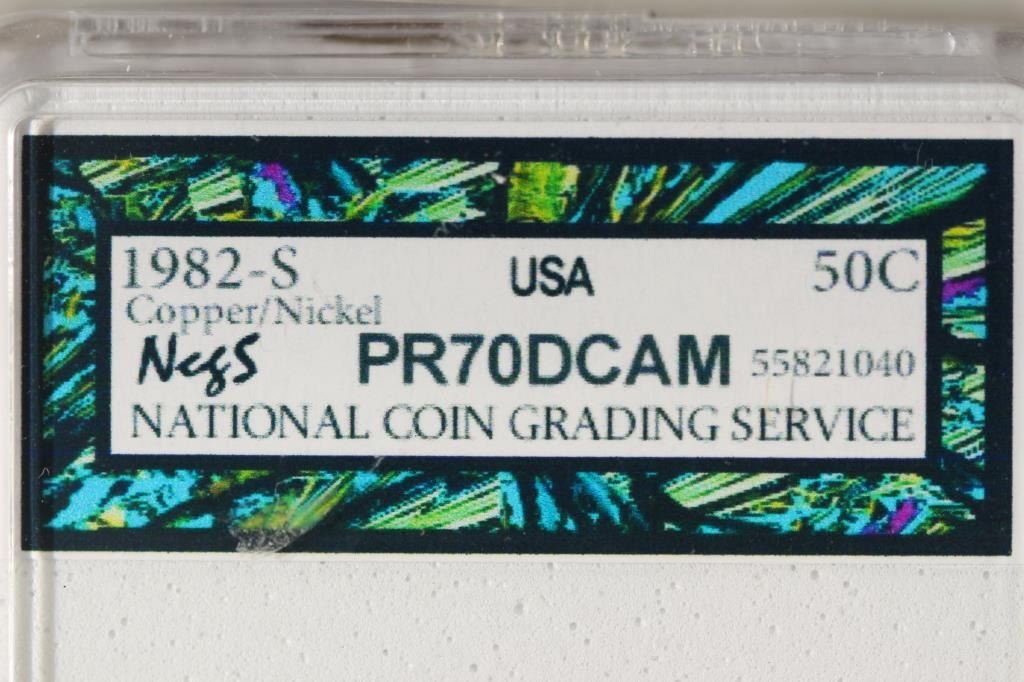 1982-S USA 50C
Copper/Nickel
NcgS PR70DCAM 55821040
NATIONAL COIN GRADING SERVICE